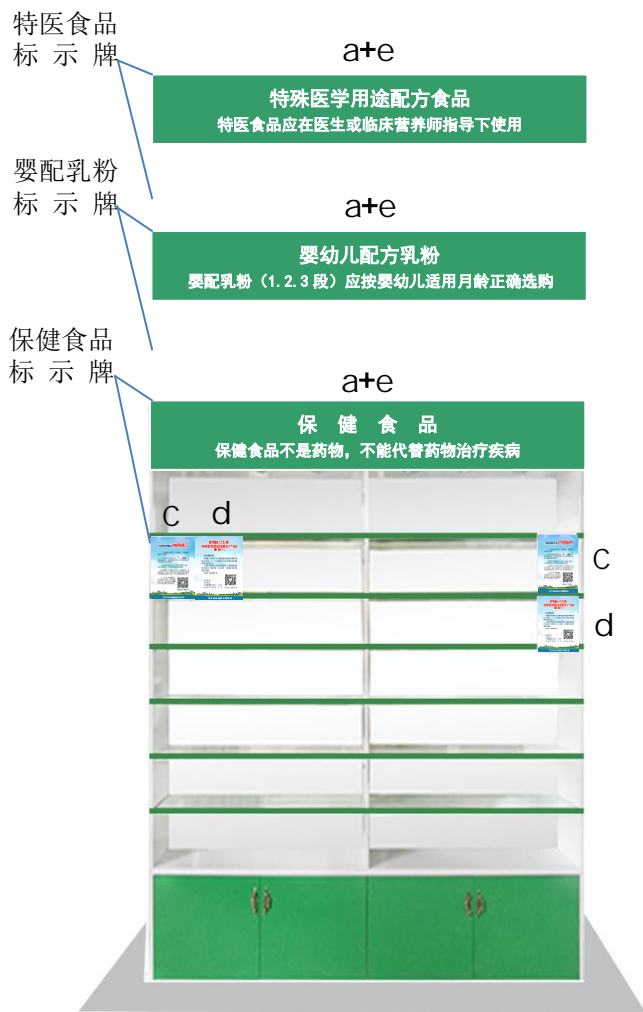 特医食品
标 示 牌
a+e
特殊医学用途配方食品
特医食品应在医生或临床营养师指导下使用
婴配乳粉
标 示 牌
a+e
婴幼儿配方乳粉
婴配乳粉（1.2.3段）应按婴幼儿适用月龄正确选购
保健食品
标 示 牌
a+e
保 健 食 品
保健食品不是药物，不能代替药物治疗疾病
c d
c
d